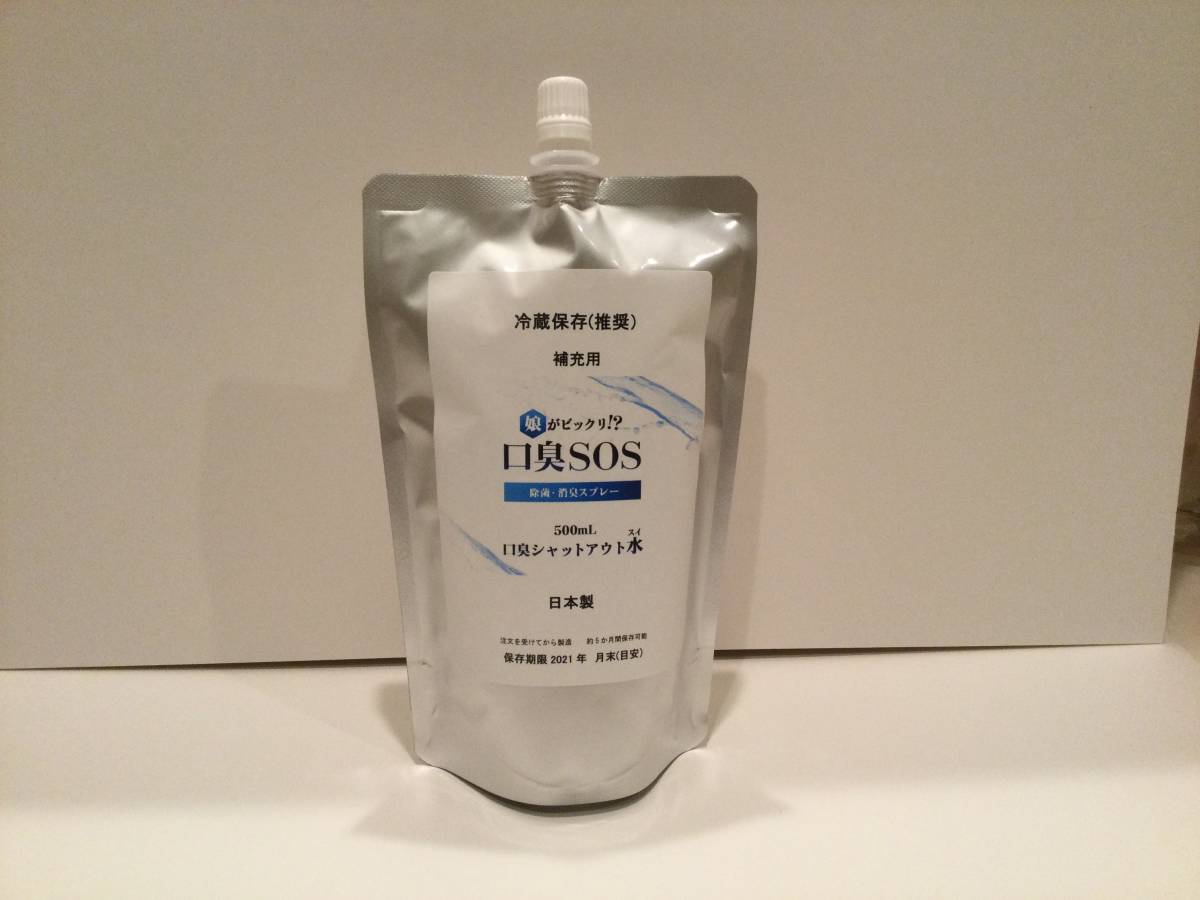 冷蔵保存(推奨)
補充用
娘がビックリ!?
口臭SOS
除菌・消臭スプレー
500mL
スイ
口臭シャットアウト水
日本製
注文を受けてから製造　約5か月間保存可能
保存期限 2021 年　月末(目安)